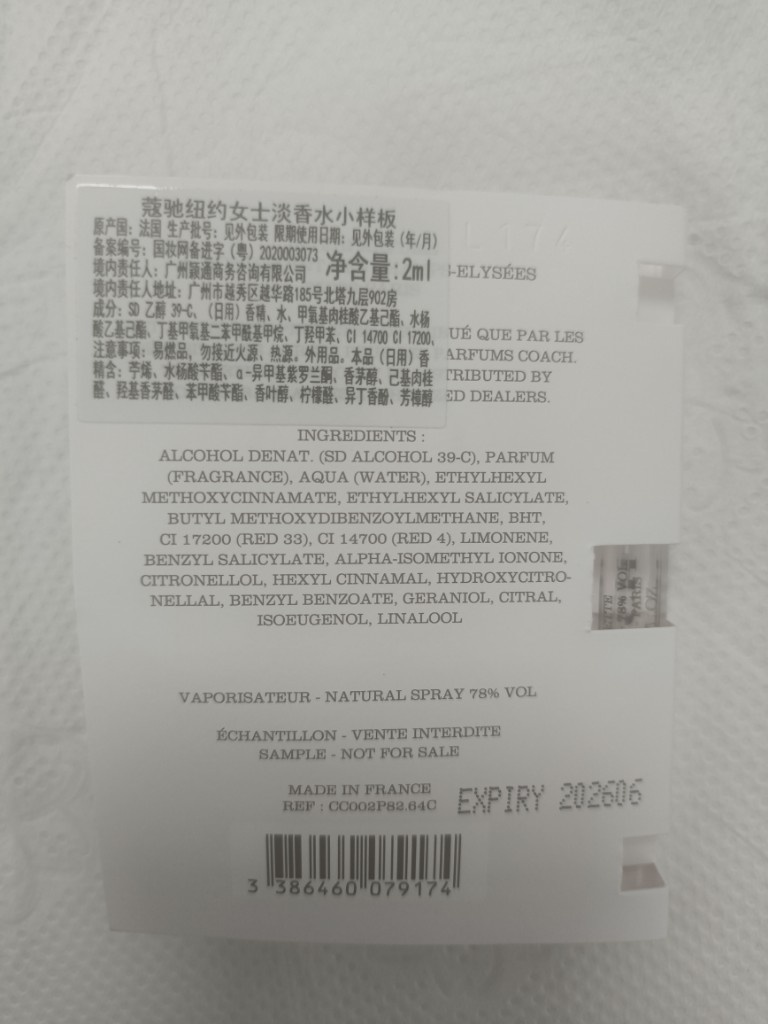 蔻驰纽约女士淡香水小样板
原产国：法国 生产批号：见外包装 限期使用日期：见外包装（年/月）
备案编号：国妆网备进字（粤）2020003073
境内责任人：广州颖通商务咨询有限公司 净含量:2ml
境内责任人地址：广州市越秀区越华路185号北塔九层902房
成分：SD 乙醇 39-C、（日用）香精、水、甲氧基肉桂酸乙基己酯、水杨
酸乙基己酯、丁基甲氧基二苯甲酰基甲烷、丁羟甲苯、CI 14700 CI 17200、
注意事项：易燃品，勿接近火源、热源。外用品。本品（日用）香
精含：苧烯、水杨酸苄酯、α-异甲基紫罗兰酮、香茅醇、己基肉桂
醛、羟基香茅醛、苯甲酸苄酯、香叶醇、柠檬醛、异丁香酚、芳樟醇
-ELYSÉES
UÉ QUE PAR LES
ARFUMS COACH.
TRIBUTED BY
ED DEALERS.
INGREDIENTS :
ALCOHOL DENAT. (SD ALCOHOL 39-C), PARFUM
(FRAGRANCE), AQUA (WATER), ETHYLHEXYL
METHOXYCINNAMATE, ETHYLHEXYL SALICYLATE,
BUTYL METHOXYDIBENZOYLMETHANE, BHT,
CI 17200 (RED 33), CI 14700 (RED 4), LIMONENE,
BENZYL SALICYLATE, ALPHA-ISOMETHYL IONONE,
CITRONELLOL, HEXYL CINNAMAL, HYDROXYCITRO-
NELLAL, BENZYL BENZOATE, GERANIOL, CITRAL,
ISOEUGENOL, LINALOOL
78% VOL
PARIS
VAPORISATEUR - NATURAL SPRAY 78% VOL
ÉCHANTILLON - VENTE INTERDITE
SAMPLE - NOT FOR SALE
MADE IN FRANCE
REF : CC002P82.64C
EXPIRY 202606
3 386460 079174